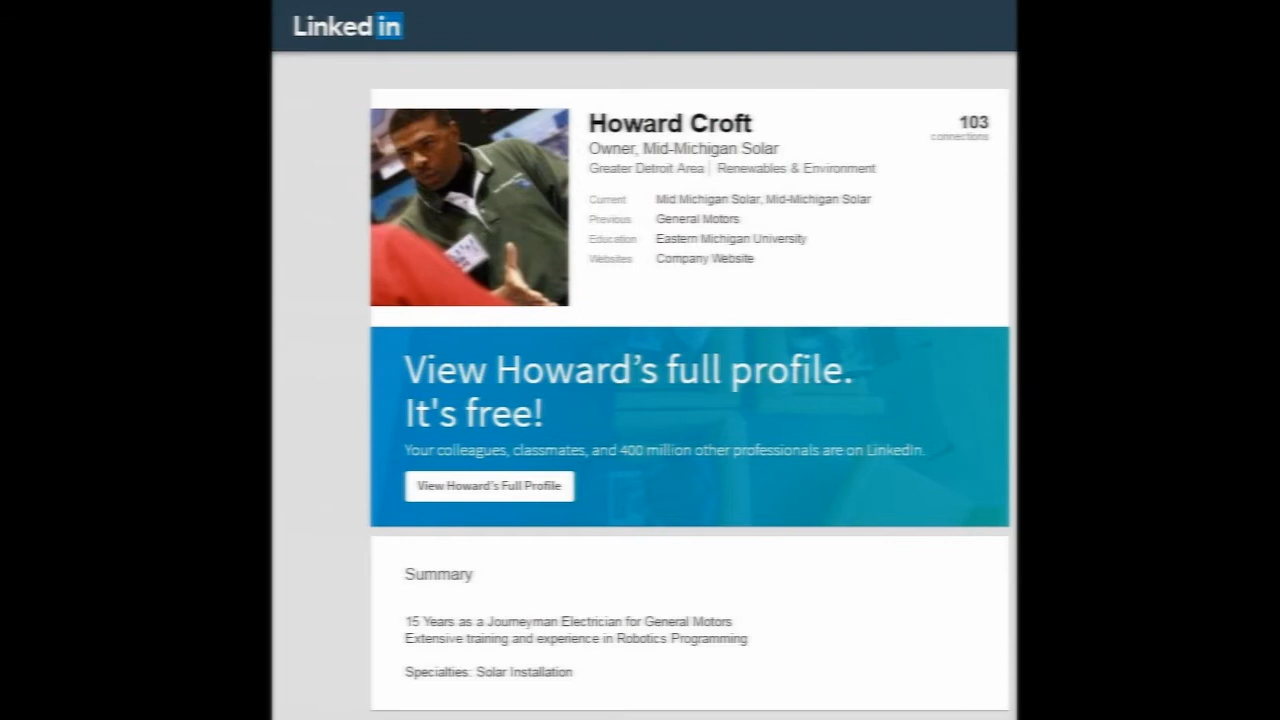 Linked in
Howard Croft
103
connections
Owner, Mid-Michigan Solar
Greater Detroit Area | Renewables & Environment
Current Mid Michigan Solar, Mid-Michigan Solar
Previous General Motors
Education Eastern Michigan University
Websites Company Website
View Howard’s full profile.
It's free!
Your colleagues, classmates, and 400 million other professionals are on LinkedIn.
View Howard's Full Profile
Summary
15 Years as a Journeyman Electrician for General Motors
Extensive training and experience in Robotics Programming
Specialties: Solar Installation